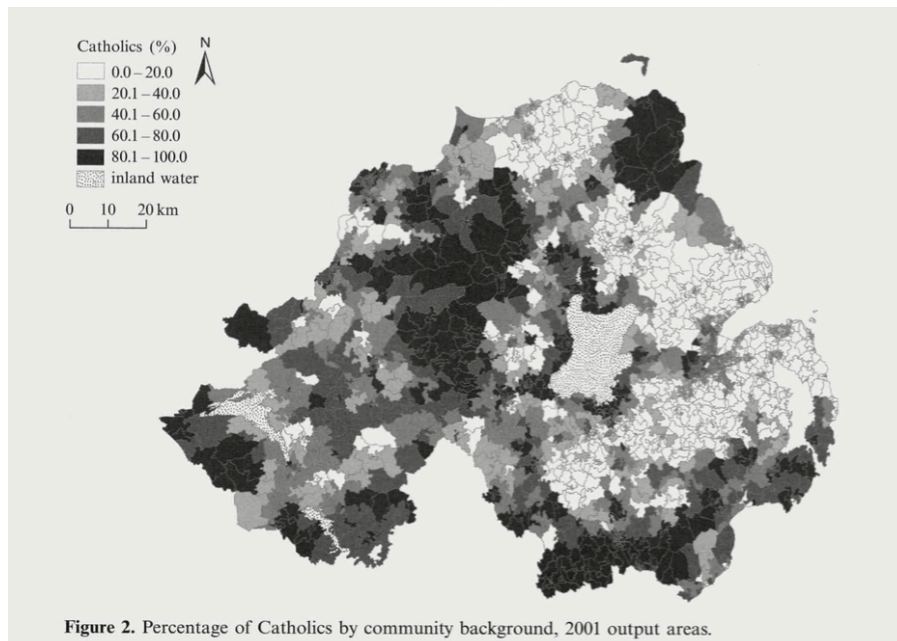 Catholics (%)
N
0.0 – 20.0
20.1 – 40.0
40.1 – 60.0
60.1 – 80.0
80.1 – 100.0
inland water
0 10 20 km
Figure 2. Percentage of Catholics by community background, 2001 output areas.